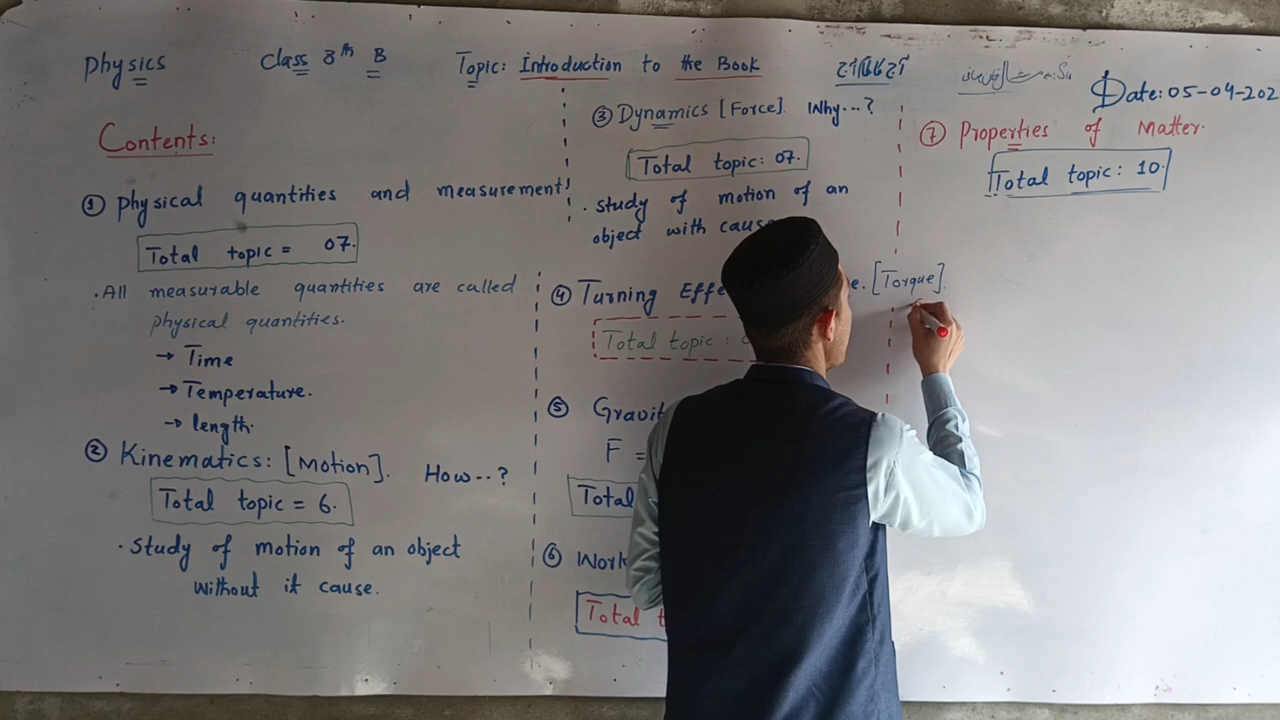 Physics
Class 8th B
Topic: Introduction to the Book
Date: 05-04-202
Contents:
① Physical quantities and measurement
Total topic = 07.
· All measurable quantities are called
physical quantities.
→ Time
→ Temperature.
→ length.
② Kinematics: [Motion]. How--?
Total topic = 6.
· Study of motion of an object
without it cause.
③ Dynamics [Force]. Why---?
Total topic: 07.
· Study of motion of an
object with cause
④ Turning Effe e. [Torque].
Total topic :
⑤ Gravit
F =
Total
⑥ Work
Total t
⑦ Properties of Matter.
Total topic: 10.